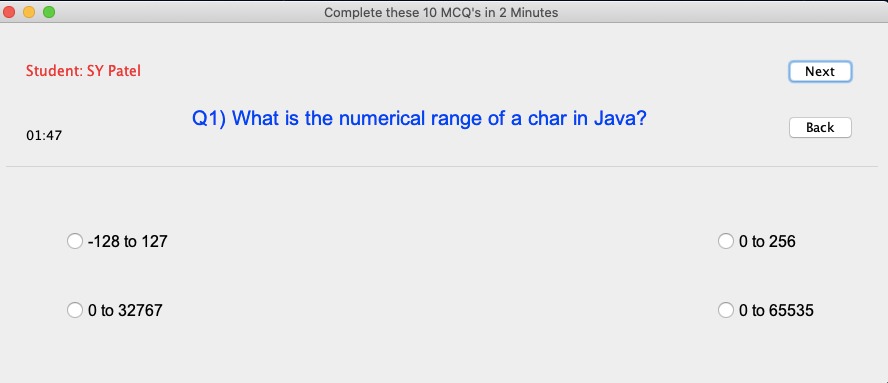 Complete these 10 MCQ's in 2 Minutes
Student: SY Patel
Next
Q1) What is the numerical range of a char in Java?
01:47
Back
-128 to 127
0 to 256
0 to 32767
0 to 65535